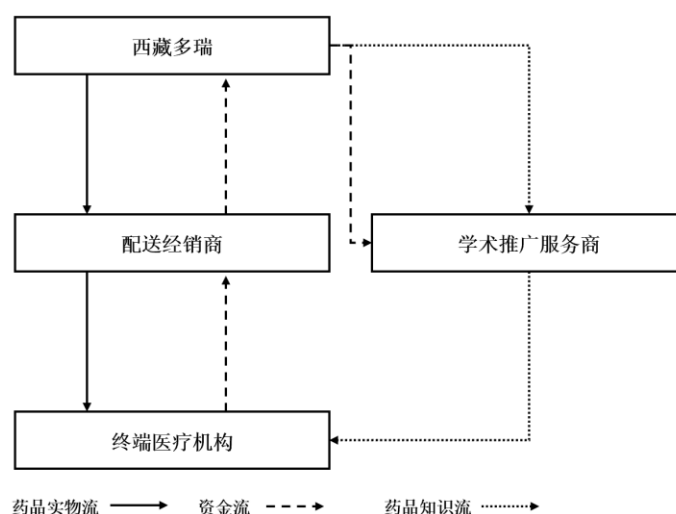 西藏多瑞
配送经销商
学术推广服务商
终端医疗机构
药品实物流
资金流
药品知识流